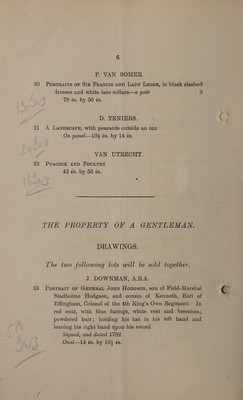 6
P. VAN SOMER.
20 Portraits of Sir Francis and Lady Leigh, in black slashed
dresses and white lace collars—a pair 2
78 in. by 50 in.
D. TENIERS.
21 A Landscape, with peasants outside an inn
On panel—10½ in. by 14 in.
VAN UTRECHT.
22 Peacock and Poultry
42 in. by 56 in.
THE PROPERTY OF A GENTLEMAN.
DRAWINGS.
The two following lots will be sold together.
J. DOWNMAN, A.R.A.
23 Portrait of General John Hodgson, son of Field-Marshal
Studholme Hodgson, and cousin of Kenneth, Earl of
Effingham, Colonel of the 4th King's Own Regiment. In
red coat, with blue facings, white vest and breeches;
powdered hair; holding his hat in his left hand and
leaning his right hand upon his sword
Signed, and dated 1782
Oval—14 in. by 10½ in.